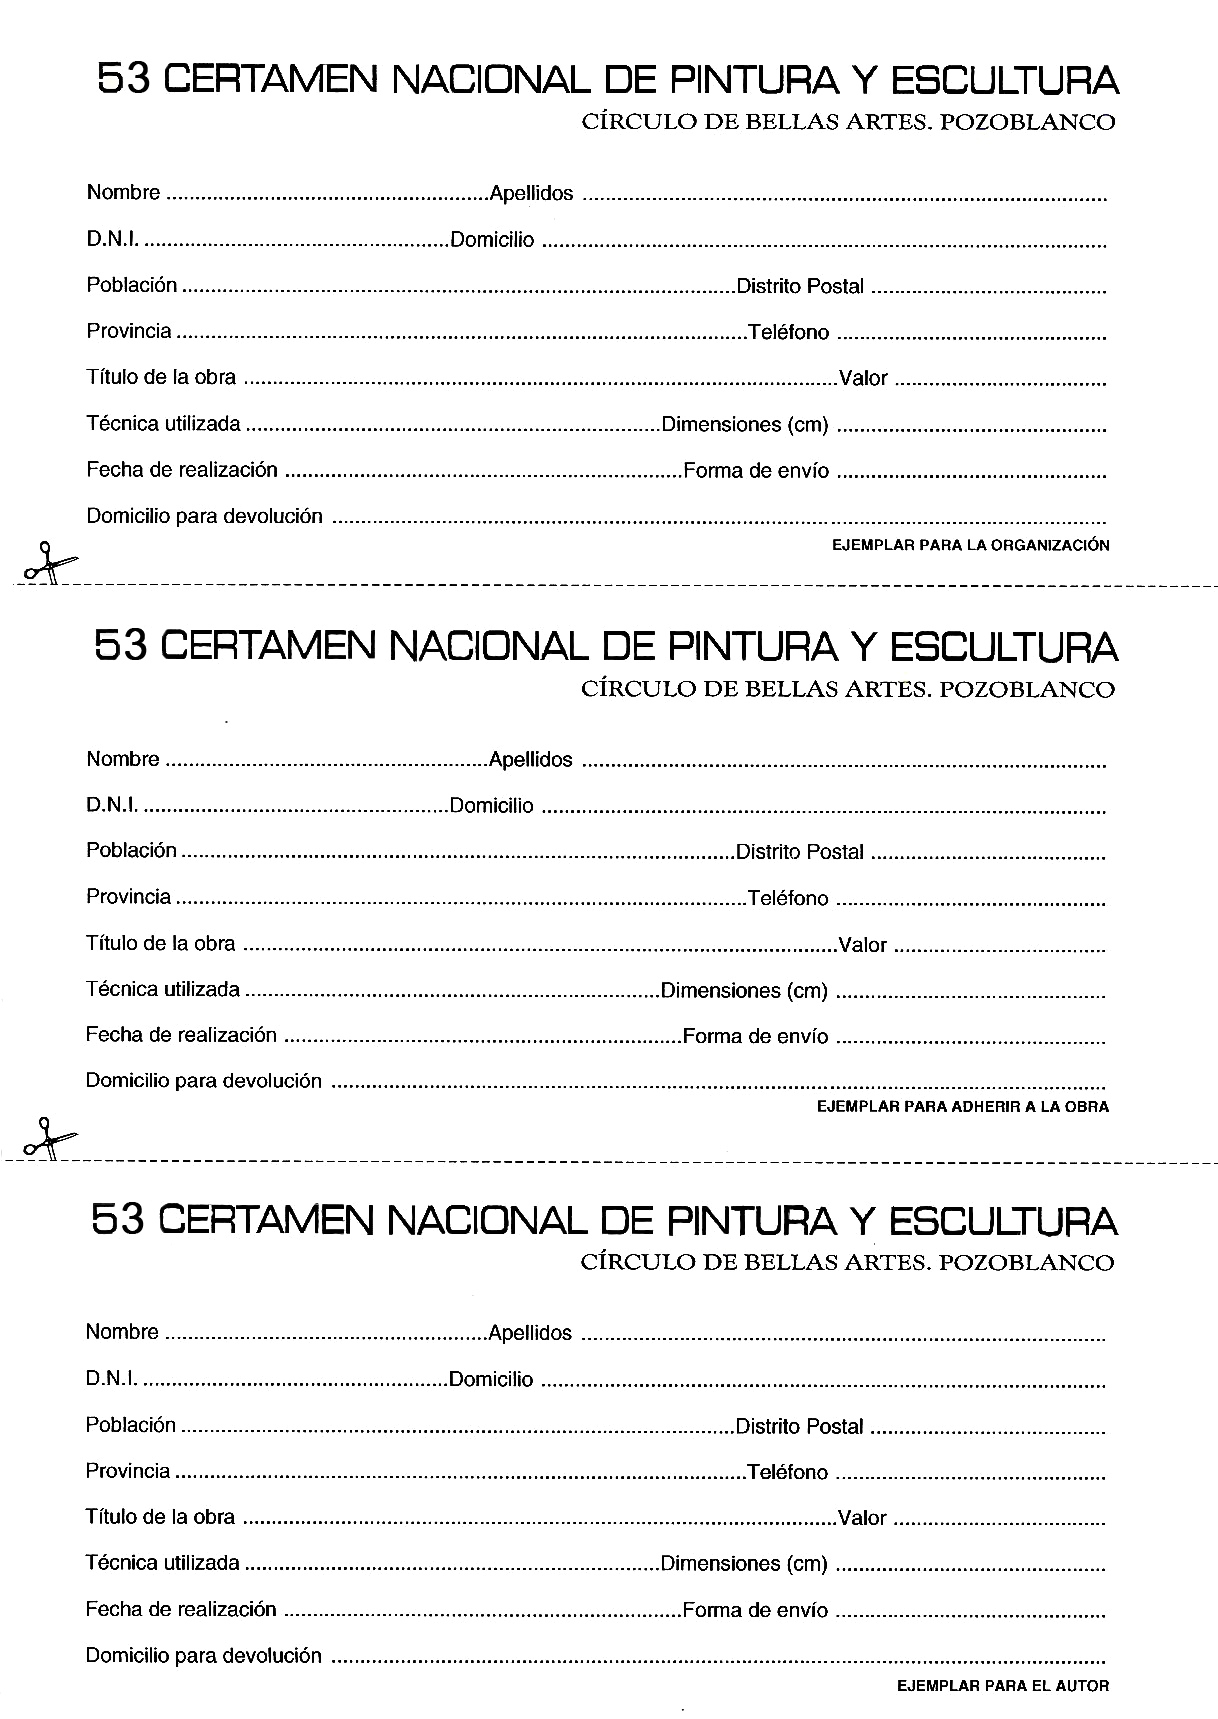 53 CERTAMEN NACIONAL DE PINTURA Y ESCULTURA
CÍRCULO DE BELLAS ARTES. POZOBLANCO
Nombre ........................................................Apellidos ...........................................................................................
D.N.I. .....................................................Domicilio ..................................................................................................
Población ................................................................................................Distrito Postal .........................................
Provincia ...................................................................................................Teléfono ...............................................
Título de la obra .......................................................................................................Valor .....................................
Técnica utilizada ........................................................................Dimensiones (cm) ...............................................
Fecha de realización .....................................................................Forma de envío ...............................................
Domicilio para devolución ......................................................................................................................................
EJEMPLAR PARA LA ORGANIZACIÓN
53 CERTAMEN NACIONAL DE PINTURA Y ESCULTURA
CÍRCULO DE BELLAS ARTES. POZOBLANCO
Nombre ........................................................Apellidos ...........................................................................................
D.N.I. .....................................................Domicilio ..................................................................................................
Población ................................................................................................Distrito Postal .........................................
Provincia ...................................................................................................Teléfono ...............................................
Título de la obra .......................................................................................................Valor .....................................
Técnica utilizada ........................................................................Dimensiones (cm) ...............................................
Fecha de realización .....................................................................Forma de envío ...............................................
Domicilio para devolución ......................................................................................................................................
EJEMPLAR PARA ADHERIR A LA OBRA
53 CERTAMEN NACIONAL DE PINTURA Y ESCULTURA
CÍRCULO DE BELLAS ARTES. POZOBLANCO
Nombre ........................................................Apellidos ...........................................................................................
D.N.I. .....................................................Domicilio ..................................................................................................
Población ................................................................................................Distrito Postal .........................................
Provincia ...................................................................................................Teléfono ...............................................
Título de la obra .......................................................................................................Valor .....................................
Técnica utilizada ........................................................................Dimensiones (cm) ...............................................
Fecha de realización .....................................................................Forma de envío ...............................................
Domicilio para devolución ......................................................................................................................................
EJEMPLAR PARA EL AUTOR